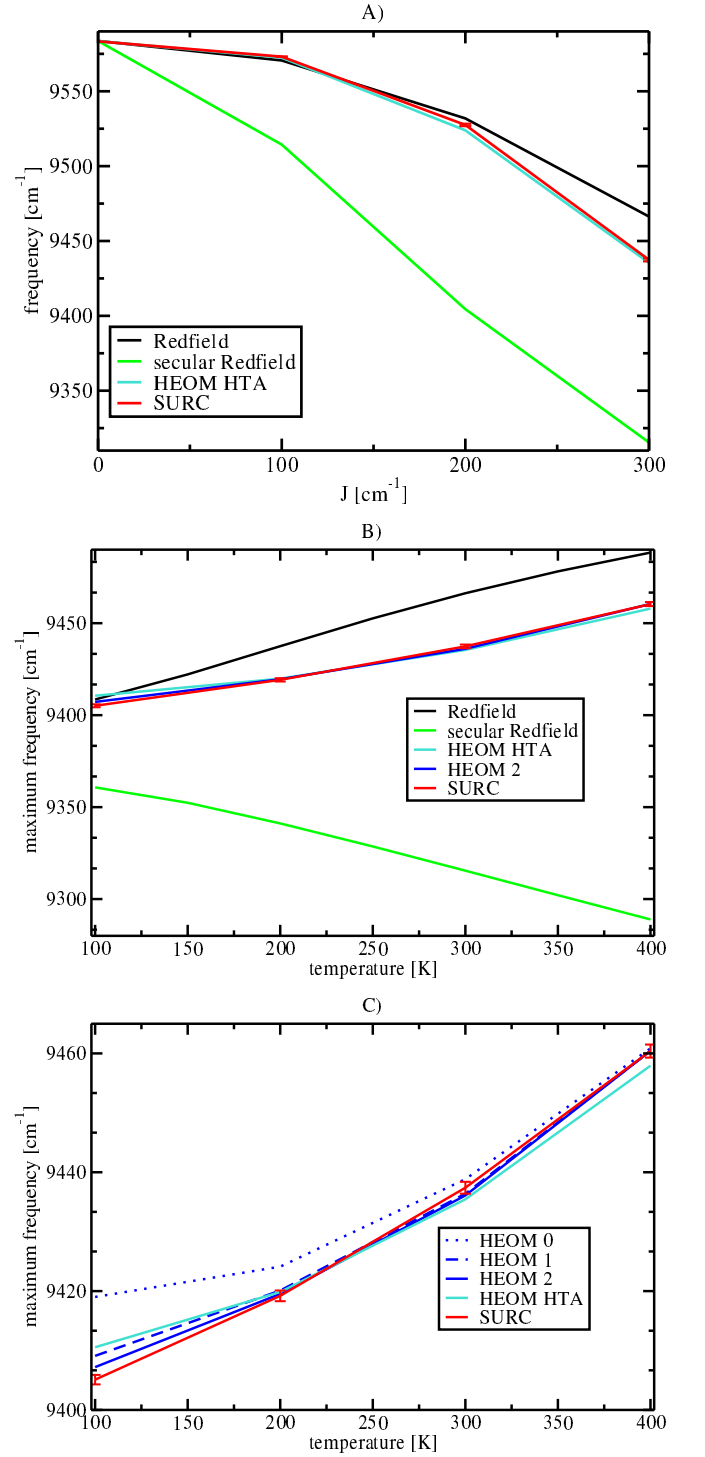 A)
9550
9500
9450
9400
9350
frequency [cm-1]
Redfield
secular Redfield
HEOM HTA
SURC
0 100 200 300
J [cm-1]
B)
9450
9400
9350
9300
maximum frequency [cm-1]
Redfield
secular Redfield
HEOM HTA
HEOM 2
SURC
100 150 200 250 300 350 400
temperature [K]
C)
9460
9440
9420
9400
maximum frequency [cm-1]
HEOM 0
HEOM 1
HEOM 2
HEOM HTA
SURC
100 150 200 250 300 350 400
temperature [K]